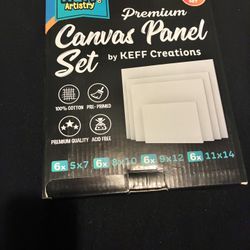 Artistry
SET
Premium
Canvas Panel
Set by KEFF Creations
100% COTTON
PRE-PRIMED
PREMIUM QUALITY
ACID FREE
6x 5x7
6x 8x10
6x 9x12
6x 11x14